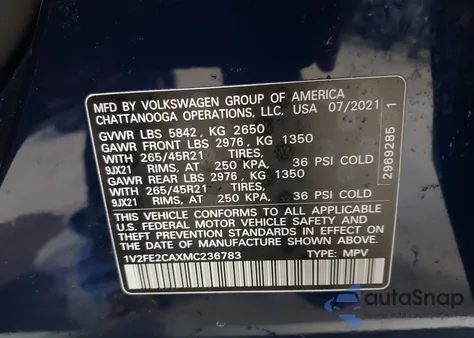 MFD BY VOLKSWAGEN GROUP OF AMERICA
CHATTANOOGA OPERATIONS, LLC. USA 07/2021
GVWR LBS 5842, KG 2650
GAWR FRONT LBS 2976, KG 1350
WITH 265/45R21 TIRES,
9JX21 RIMS, AT 250 KPA, 36 PSI COLD
GAWR REAR LBS 2976, KG 1350
WITH 265/45R21 TIRES,
9JX21 RIMS, AT 250 KPA, 36 PSI COLD
THIS VEHICLE CONFORMS TO ALL APPLICABLE
U.S. FEDERAL MOTOR VEHICLE SAFETY AND
THEFT PREVENTION STANDARDS IN EFFECT ON
THE DATE OF MANUFACTURE SHOWN ABOVE.
1V2FE2CAXMC236783 TYPE: MPV
2969285 1
autoSnap